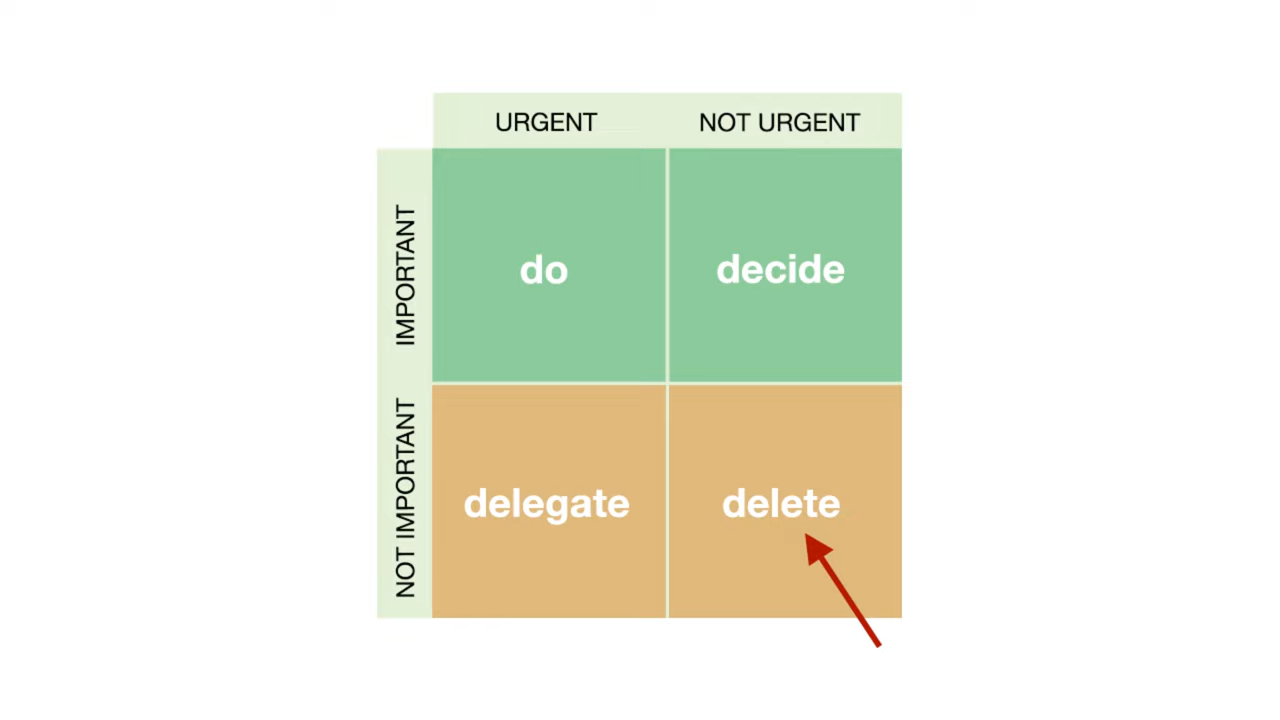 URGENT
NOT URGENT
IMPORTANT
do
decide
NOT IMPORTANT
delegate
delete